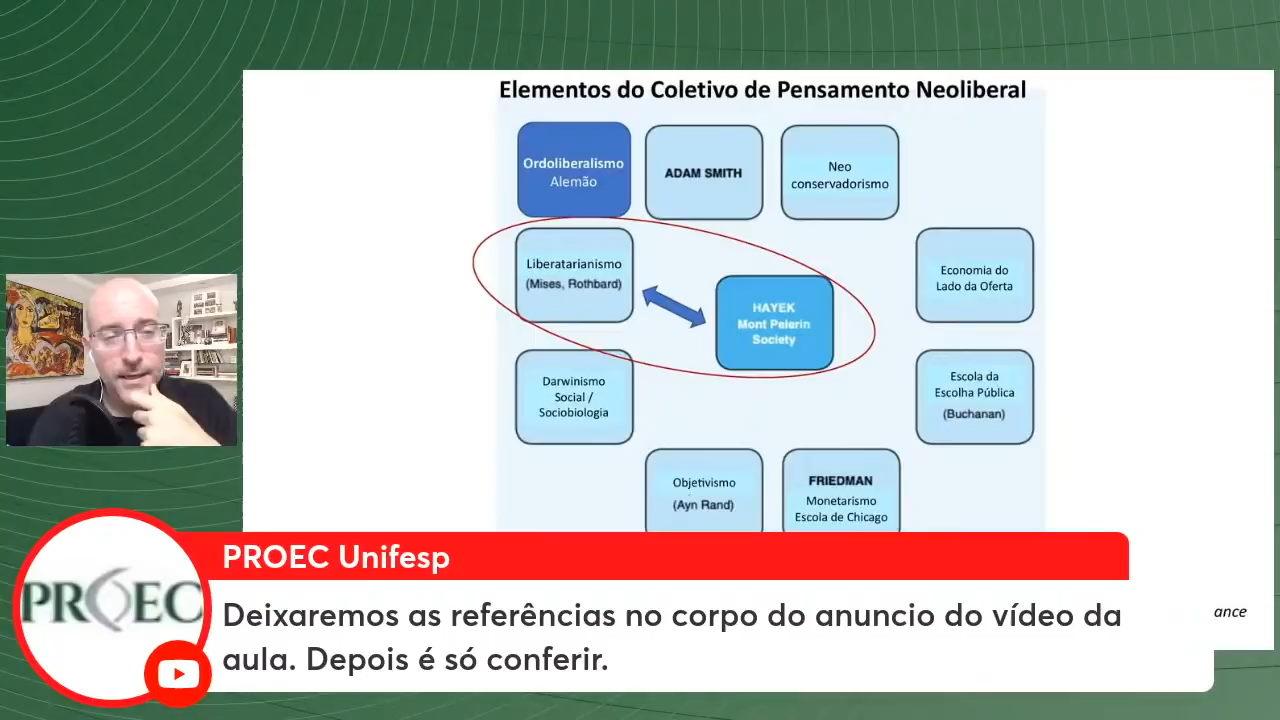 Elementos do Coletivo de Pensamento Neoliberal
Ordoliberalismo
Alemão
ADAM SMITH
Neo
conservadorismo
Liberatarianismo
(Mises, Rothbard)
HAYEK
Mont Pelerin
Society
Economia do
Lado da Oferta
Darwinismo
Social /
Sociobiologia
Escola da
Escolha Pública
(Buchanan)
Objetivismo
(Ayn Rand)
FRIEDMAN
Monetarismo
Escola de Chicago
ance
PROEC
PROEC Unifesp
Deixaremos as referências no corpo do anuncio do vídeo da
aula. Depois é só conferir.